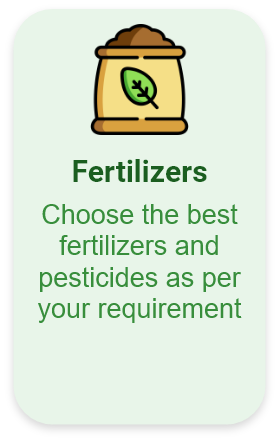 Fertilizers
Choose the best
fertilizers and
pesticides as per
your requirement